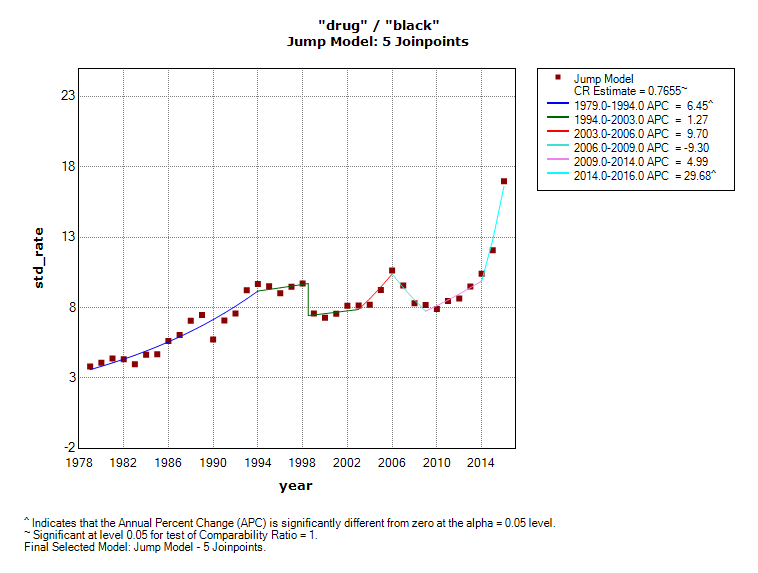 "drug" / "black"
Jump Model: 5 Joinpoints
23
18
13
8
3
-2
std_rate
1978 1982 1986 1990 1994 1998 2002 2006 2010 2014
year
Jump Model
CR Estimate = 0.7655~
1979.0-1994.0 APC = 6.45^
1994.0-2003.0 APC = 1.27
2003.0-2006.0 APC = 9.70
2006.0-2009.0 APC = -9.30
2009.0-2014.0 APC = 4.99
2014.0-2016.0 APC = 29.68^
^ Indicates that the Annual Percent Change (APC) is significantly different from zero at the alpha = 0.05 level.
~ Significant at level 0.05 for test of Comparability Ratio = 1.
Final Selected Model: Jump Model - 5 Joinpoints.